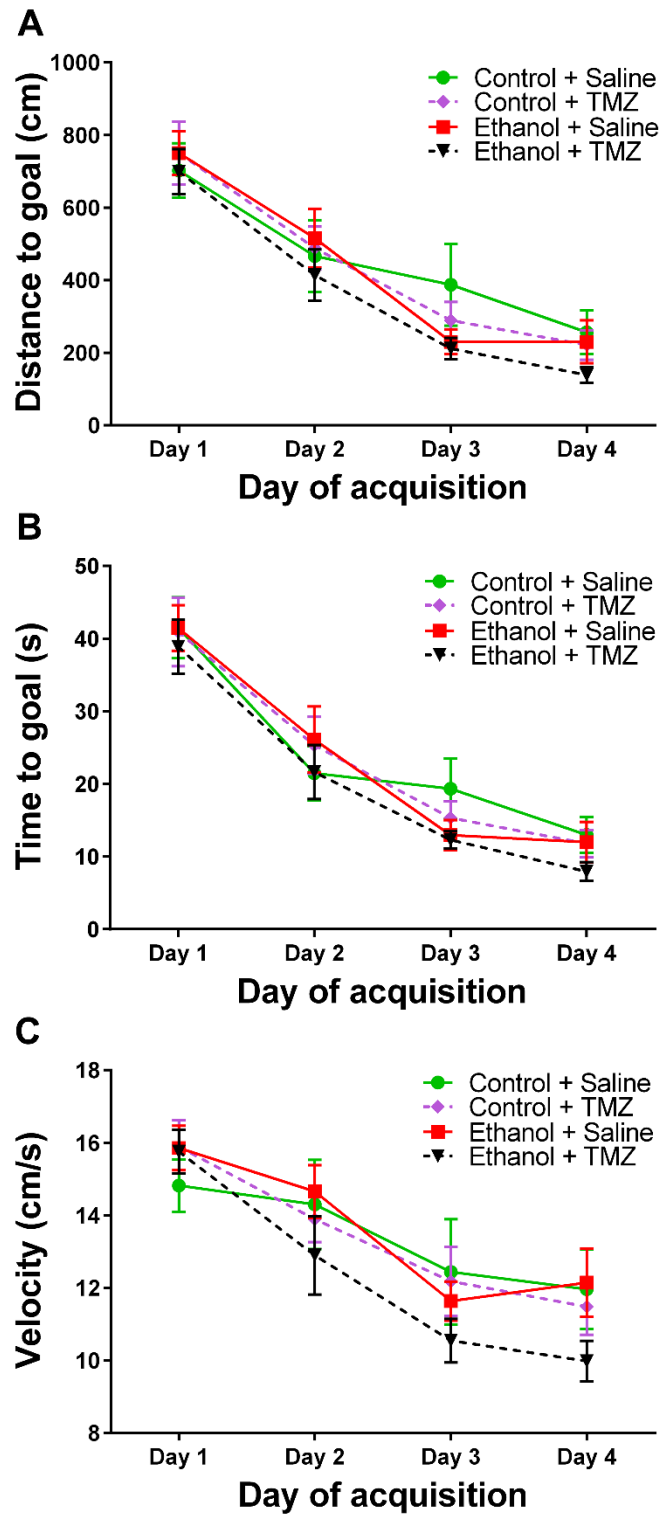 A
Distance to goal (cm)
1000
800
600
400
200
0
Control + Saline
Control + TMZ
Ethanol + Saline
Ethanol + TMZ
Day 1 Day 2 Day 3 Day 4
Day of acquisition
B
Time to goal (s)
50
40
30
20
10
0
Control + Saline
Control + TMZ
Ethanol + Saline
Ethanol + TMZ
Day 1 Day 2 Day 3 Day 4
Day of acquisition
C
Velocity (cm/s)
18
16
14
12
10
8
Control + Saline
Control + TMZ
Ethanol + Saline
Ethanol + TMZ
Day 1 Day 2 Day 3 Day 4
Day of acquisition